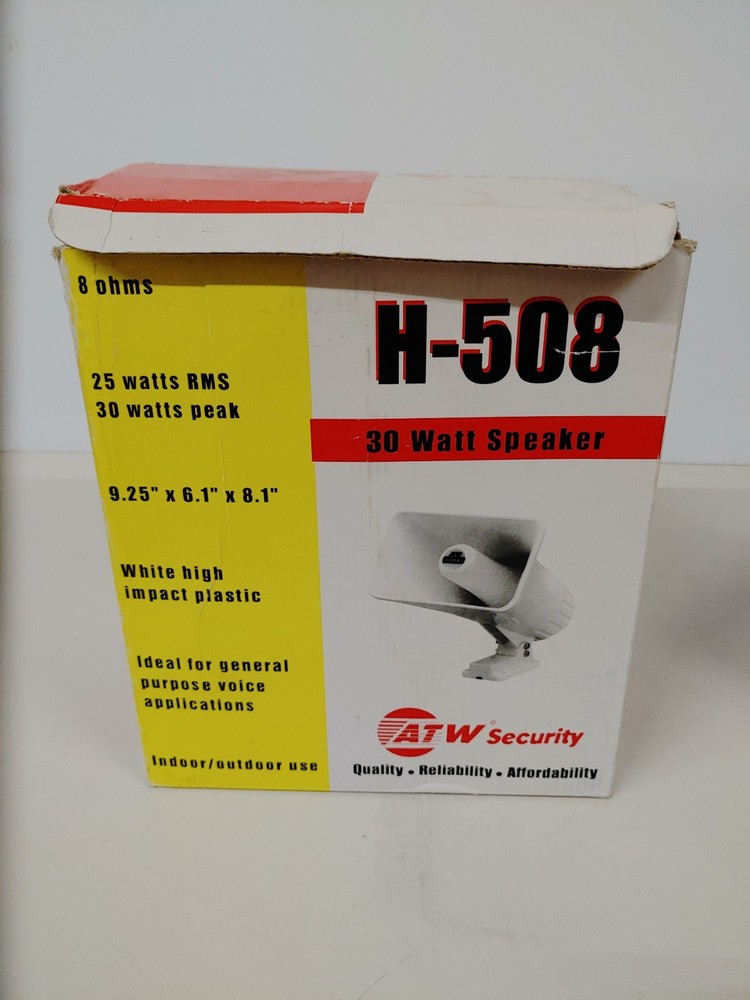 8 ohms
25 watts RMS
30 watts peak
9.25" x 6.1" x 8.1"
White high
impact plastic
Ideal for general
purpose voice
applications
Indoor/outdoor use
H-508
30 Watt Speaker
ATW® Security
Quality • Reliability • Affordability